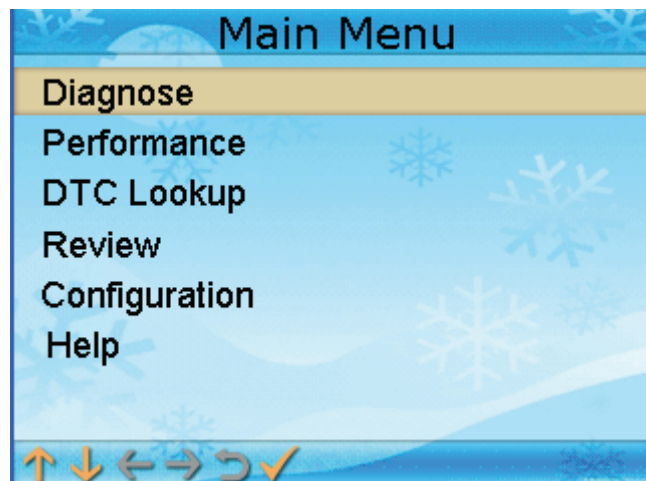 Main Menu
Diagnose
Performance
DTC Lookup
Review
Configuration
Help